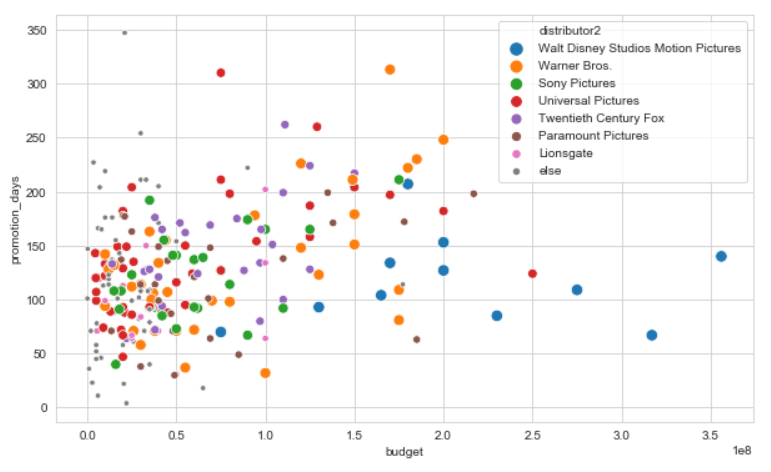 distributor2
Walt Disney Studios Motion Pictures
Warner Bros.
Sony Pictures
Universal Pictures
Twentieth Century Fox
Paramount Pictures
Lionsgate
else
promotion_days
350
300
250
200
150
100
50
0
0.0 0.5 1.0 1.5 2.0 2.5 3.0 3.5
1e8
budget